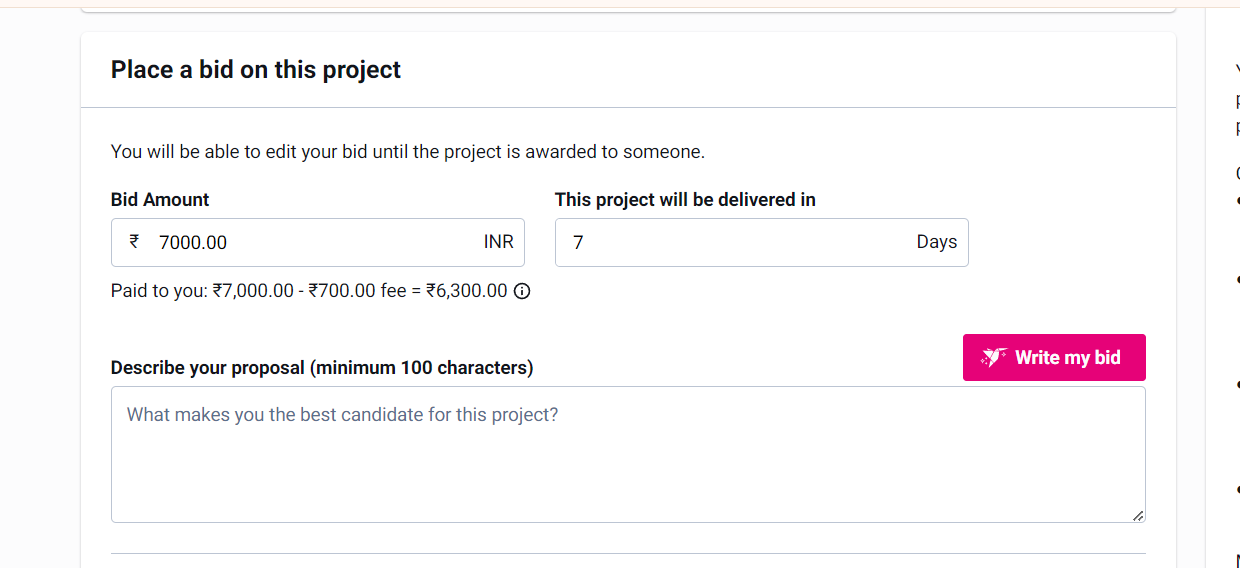 Place a bid on this project
You will be able to edit your bid until the project is awarded to someone.
Bid Amount
This project will be delivered in
₹ 7000.00 INR
7 Days
Paid to you: ₹7,000.00 - ₹700.00 fee = ₹6,300.00
Write my bid
Describe your proposal (minimum 100 characters)
What makes you the best candidate for this project?